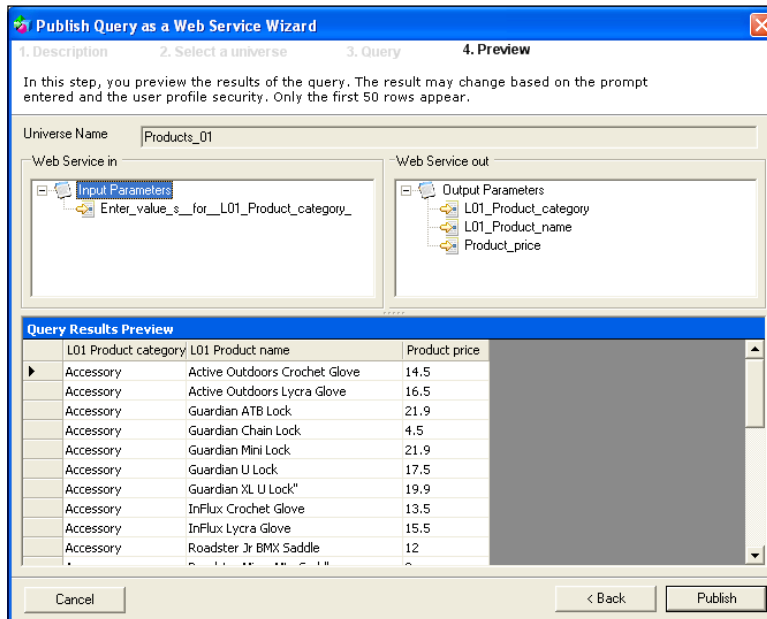 Publish Query as a Web Service Wizard
1. Description 2. Select a universe 3. Query 4. Preview
In this step, you preview the results of the query. The result may change based on the prompt
entered and the user profile security. Only the first 50 rows appear.
Universe Name Products_01
Web Service in Web Service out
Input Parameters Output Parameters
Enter_value_s__for__L01_Product_category_ L01_Product_category
L01_Product_name
Product_price
Query Results Preview
L01 Product category L01 Product name Product price
Accessory Active Outdoors Crochet Glove 14.5
Accessory Active Outdoors Lycra Glove 16.5
Accessory Guardian ATB Lock 21.9
Accessory Guardian Chain Lock 4.5
Accessory Guardian Mini Lock 21.9
Accessory Guardian U Lock 17.5
Accessory Guardian XL U Lock" 19.9
Accessory InFlux Crochet Glove 13.5
Accessory InFlux Lycra Glove 15.5
Accessory Roadster Jr BMX Saddle 12
Cancel < Back Publish